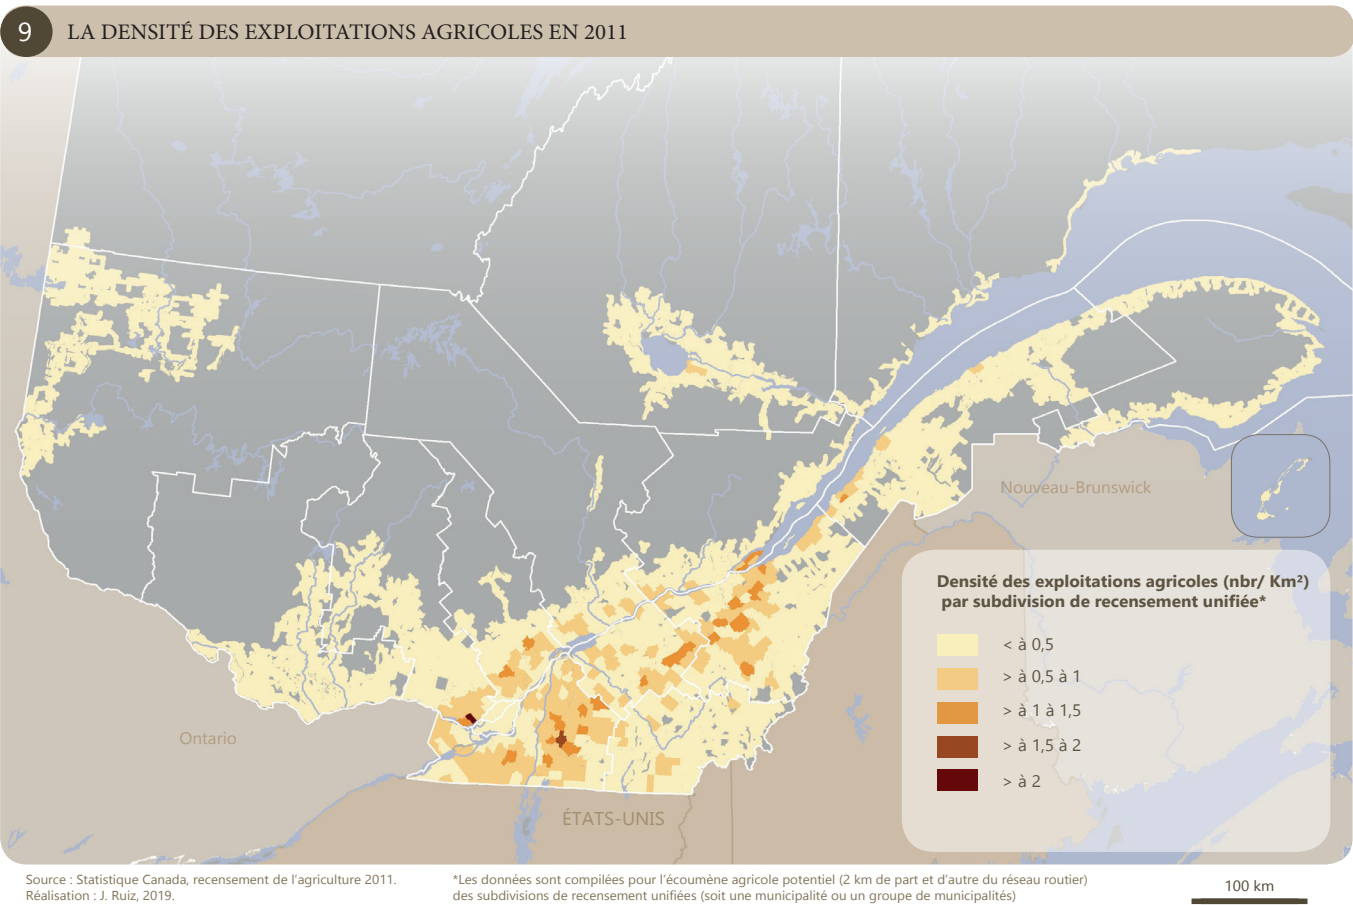 9
LA DENSITÉ DES EXPLOITATIONS AGRICOLES EN 2011
Nouveau-Brunswick
Ontario
ÉTATS-UNIS
Densité des exploitations agricoles (nbr/ Km²)
par subdivision de recensement unifiée*
< à 0,5
> à 0,5 à 1
> à 1 à 1,5
> à 1,5 à 2
> à 2
Source : Statistique Canada, recensement de l'agriculture 2011.
Réalisation : J. Ruiz, 2019.
*Les données sont compilées pour l'écoumène agricole potentiel (2 km de part et d'autre du réseau routier)
des subdivisions de recensement unifiées (soit une municipalité ou un groupe de municipalités)
100 km